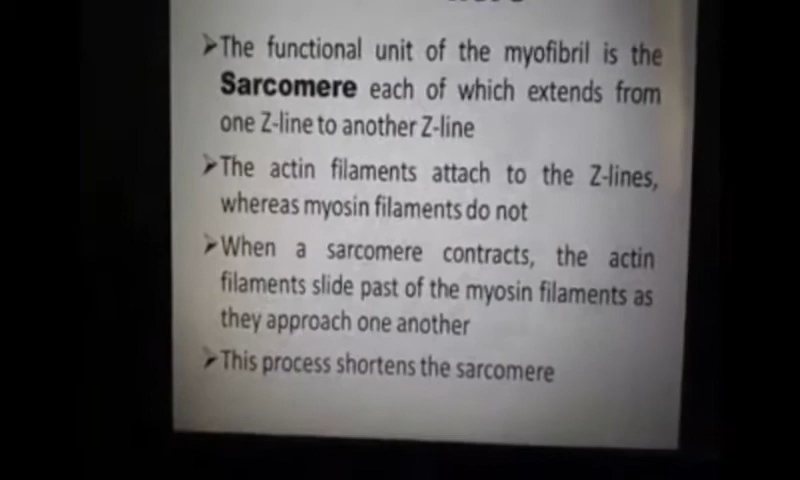 ➤The functional unit of the myofibril is the
Sarcomere each of which extends from
one Z-line to another Z-line
➤The actin filaments attach to the Z-lines,
whereas myosin filaments do not
➤When a sarcomere contracts, the actin
filaments slide past of the myosin filaments as
they approach one another
➤This process shortens the sarcomere